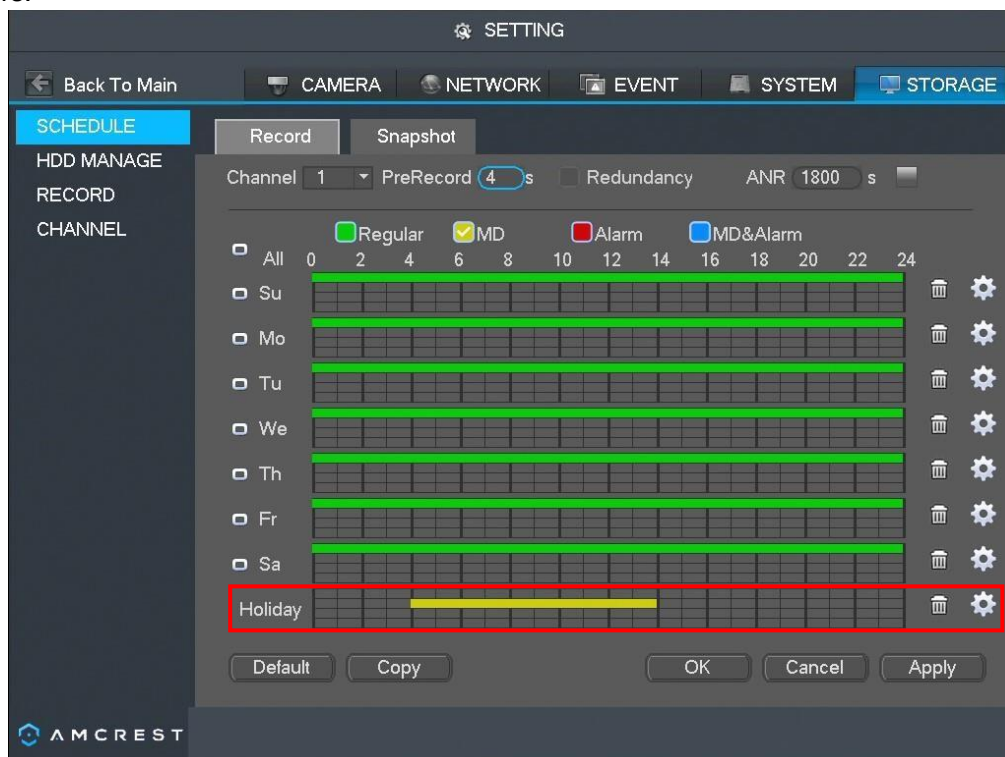 SETTING
Back To Main CAMERA NETWORK EVENT SYSTEM STORAGE
SCHEDULE
HDD MANAGE
RECORD
CHANNEL
Record Snapshot
Channel 1 PreRecord 4 s Redundancy ANR 1800 s
Regular MD Alarm MD&Alarm
All 0 2 4 6 8 10 12 14 16 18 20 22 24
Su
Mo
Tu
We
Th
Fr
Sa
Holiday
Default Copy OK Cancel Apply
AMCREST